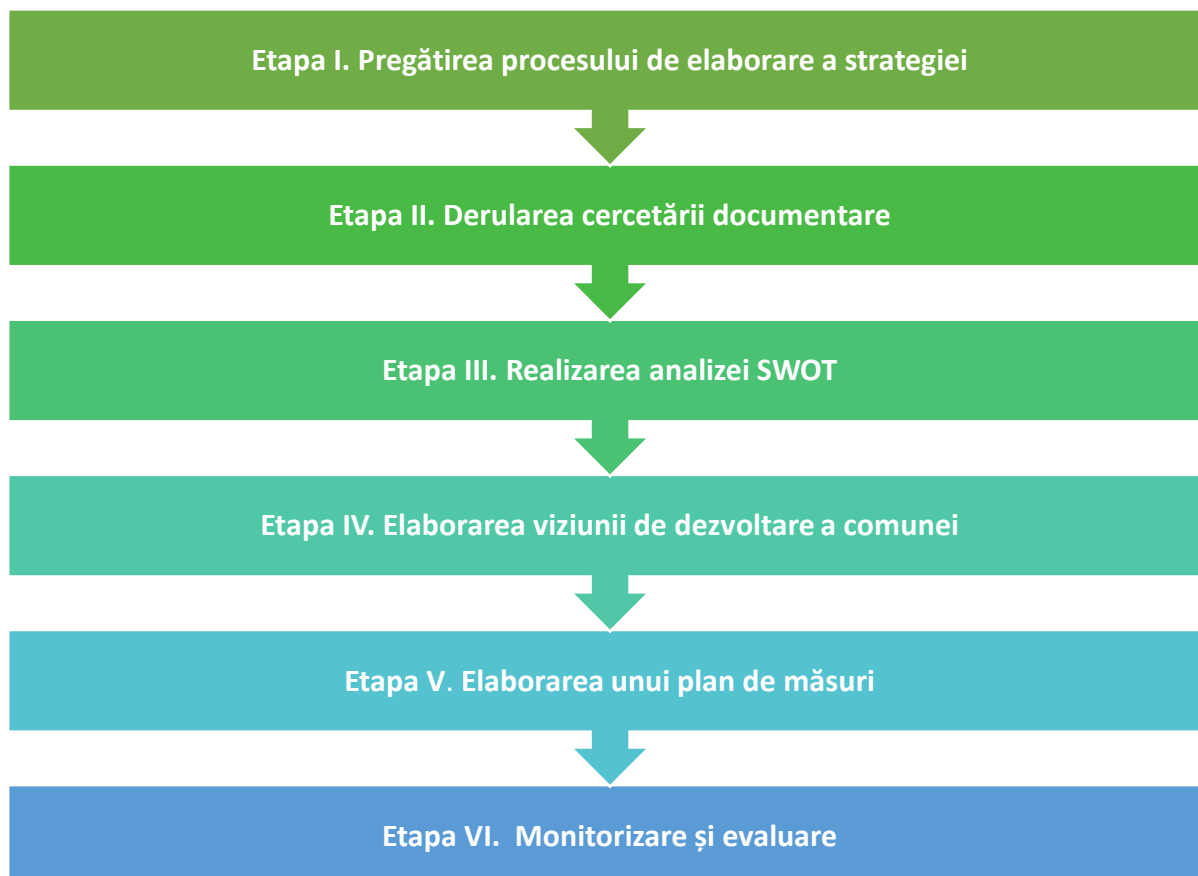 Etapa I. Pregătirea procesului de elaborare a strategiei
Etapa II. Derularea cercetării documentare
Etapa III. Realizarea analizei SWOT
Etapa IV. Elaborarea viziunii de dezvoltare a comunei
Etapa V. Elaborarea unui plan de măsuri
Etapa VI.  Monitorizare și evaluare